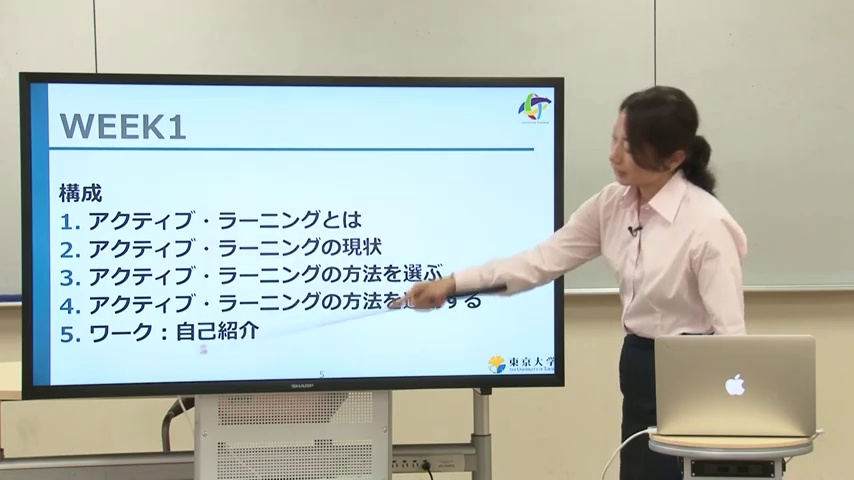 WEEK1
構成
1. アクティブ・ラーニングとは
2. アクティブ・ラーニングの現状
3. アクティブ・ラーニングの方法を選ぶ
4. アクティブ・ラーニングの方法を する
5. ワーク：自己紹介
5
東京大学
SHARP